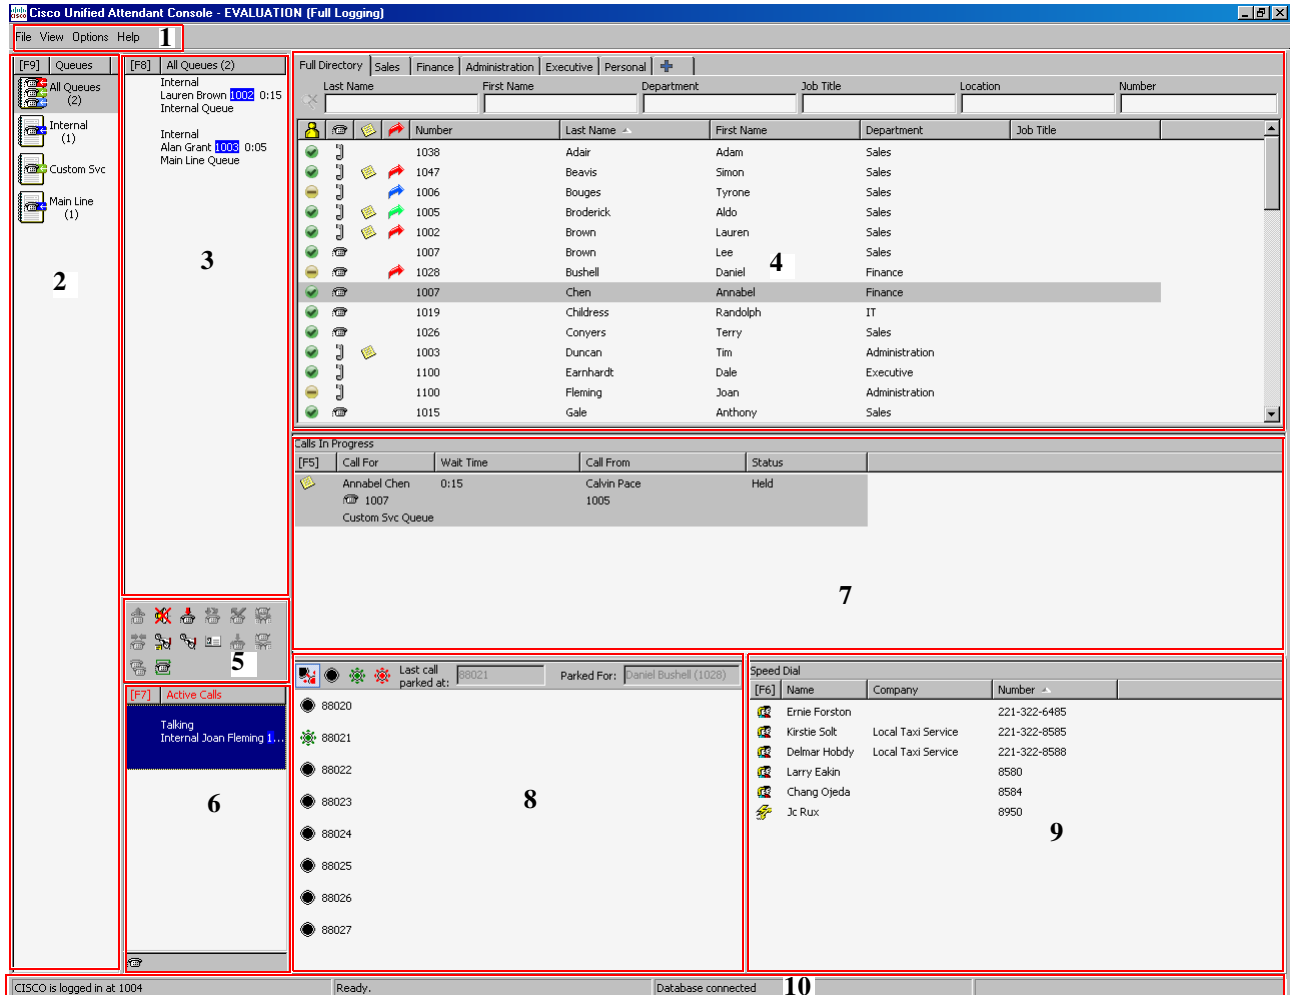 Cisco Unified Attendant Console - EVALUATION (Full Logging)
File View Options Help 1
[F9] Queues
All Queues
(2)
Internal
(1)
Custom Svc
Main Line
(1)
2
[F8] All Queues (2)
Internal
Lauren Brown 1002 0:15
Internal Queue
Internal
Alan Grant 1003 0:05
Main Line Queue
3
Full Directory Sales Finance Administration Executive Personal
Last Name First Name Department Job Title Location Number
Number Last Name First Name Department Job Title
1038 Adair Adam Sales
1047 Beavis Simon Sales
1006 Bouges Tyrone Sales
1005 Broderick Aldo Sales
1002 Brown Lauren Sales
1007 Brown Lee Sales
1028 Bushell Daniel Finance
1007 Chen Annabel Finance
1019 Childress Randolph IT
1026 Conyers Terry Sales
1003 Duncan Tim Administration
1100 Earnhardt Dale Executive
1100 Fleming Joan Administration
1015 Gale Anthony Sales
4
5
[F7] Active Calls
Talking
Internal Joan Fleming 1...
6
Calls In Progress
[F5] Call For Wait Time Call From Status
Annabel Chen 0:15 Calvin Pace Held
1007 1005
Custom Svc Queue
7
Last call
parked at: 88021 Parked For: Daniel Bushell (1028)
88020
88021
88022
88023
88024
88025
88026
88027
8
Speed Dial
[F6] Name Company Number
Ernie Forston 221-322-6485
Kirstie Solt Local Taxi Service 221-322-8585
Delmar Hobdy Local Taxi Service 221-322-8588
Larry Eakin 8580
Chang Ojeda 8584
Jc Rux 8950
9
CISCO is logged in at 1004 Ready. Database connected 10